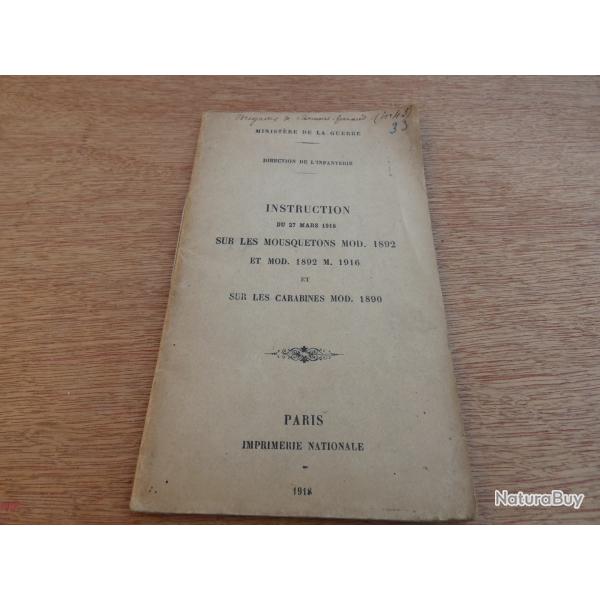 33
MINISTÈRE DE LA GUERRE
DIRECTION DE L'INFANTERIE
INSTRUCTION
DU 27 MARS 1918
SUR LES MOUSQUETONS MOD. 1892
ET MOD. 1892 M. 1916
ET
SUR LES CARABINES MOD. 1890
PARIS
IMPRIMERIE NATIONALE
1918
NaturaBuy